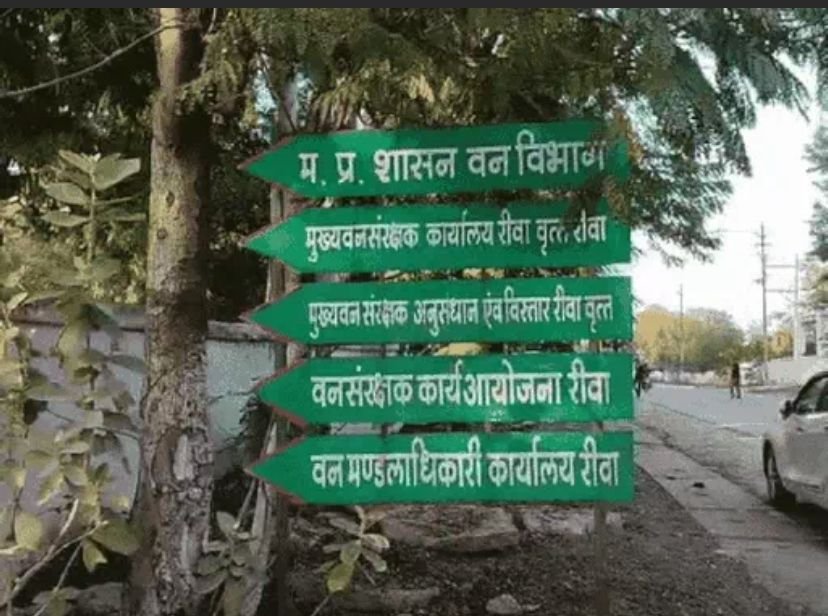 म. प्र. शासन वन विभाग
मुख्यवनसंरक्षक कार्यालय रीवा वृत्त रीवा
मुख्यवन संरक्षक अनुसंधान एंव विस्तार रीवा वृत्त
वनसंरक्षक कार्यआयोजना रीवा
वन मण्डलाधिकारी कार्यालय रीवा